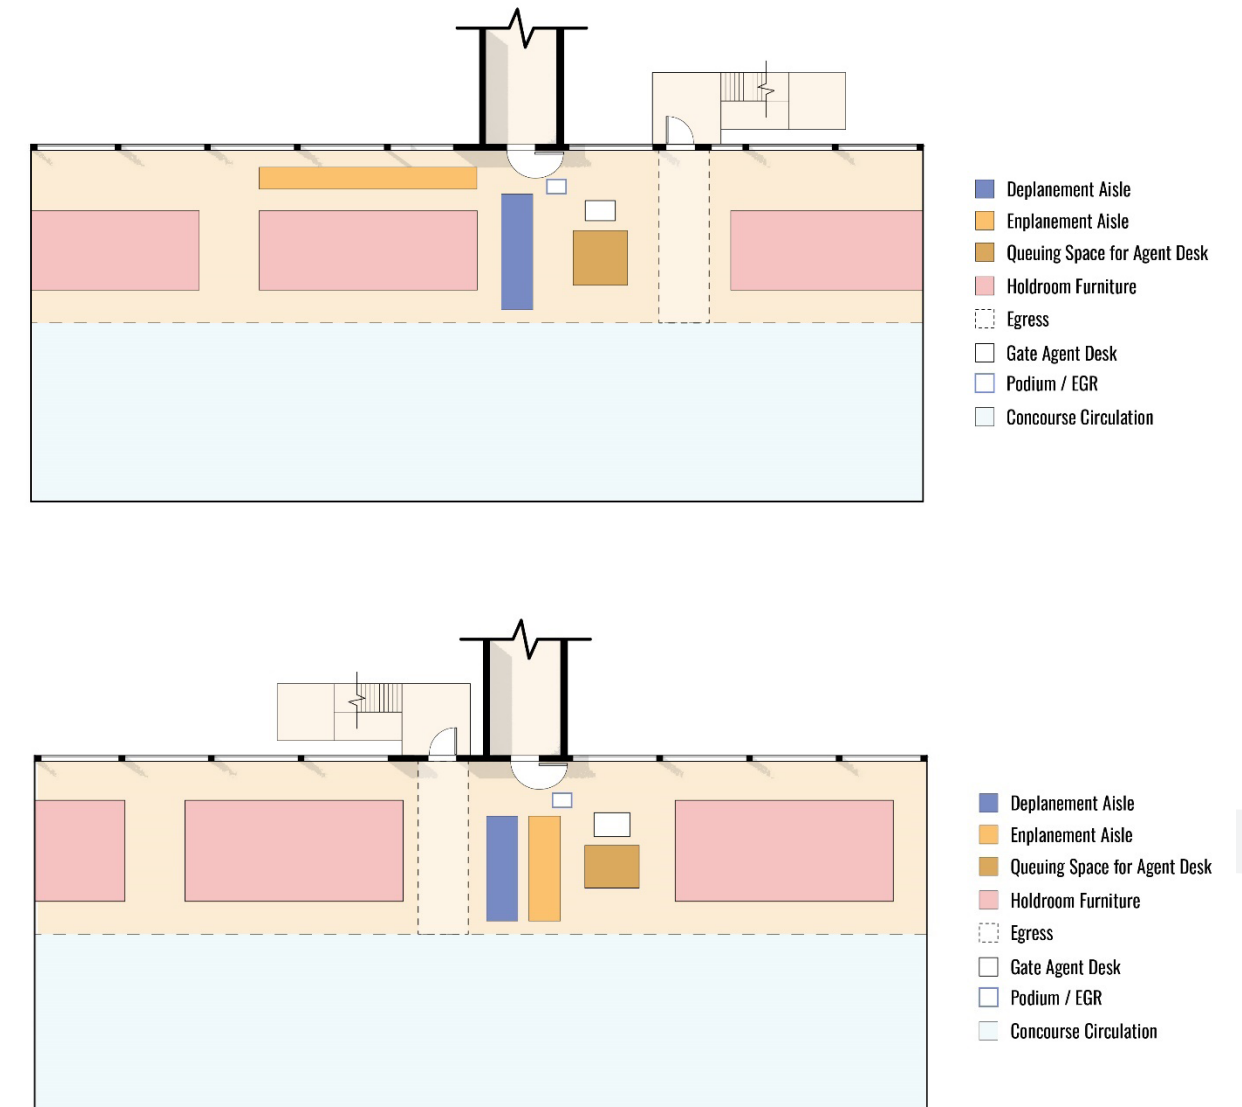 Deplanement Aisle
Enplanement Aisle
Queuing Space for Agent Desk
Holdroom Furniture
Egress
Gate Agent Desk
Podium / EGR
Concourse Circulation
Deplanement Aisle
Enplanement Aisle
Queuing Space for Agent Desk
Holdroom Furniture
Egress
Gate Agent Desk
Podium / EGR
Concourse Circulation